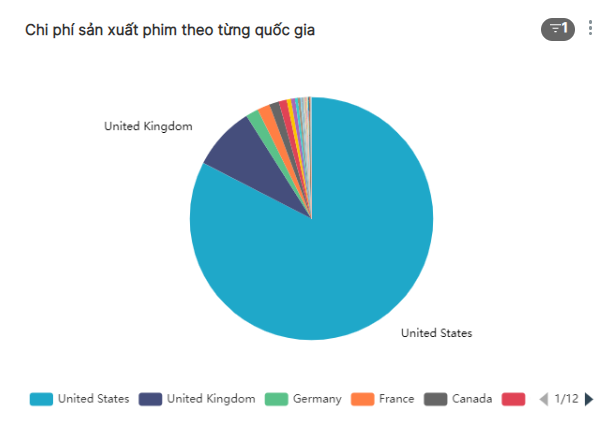 Chi phí sản xuất phim theo từng quốc gia
1
United Kingdom
United States
United States United Kingdom Germany France Canada 1/12